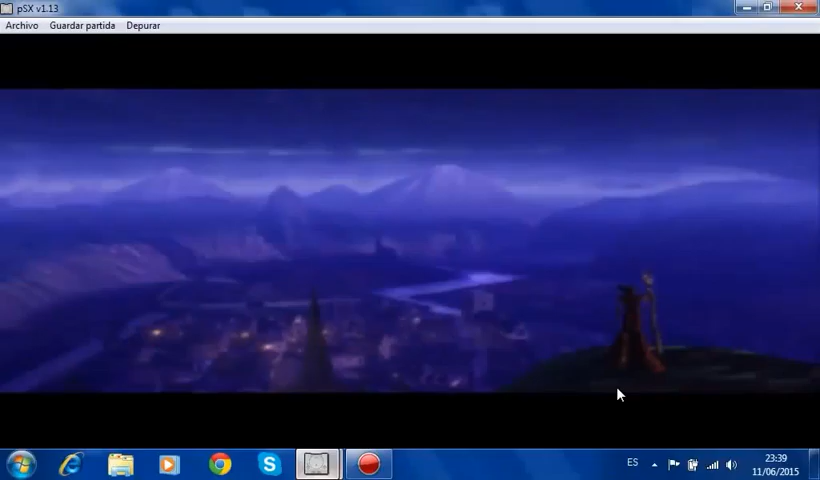 pSX v1.13
Archivo Guardar partida Depurar
ES
23:39
11/06/2015